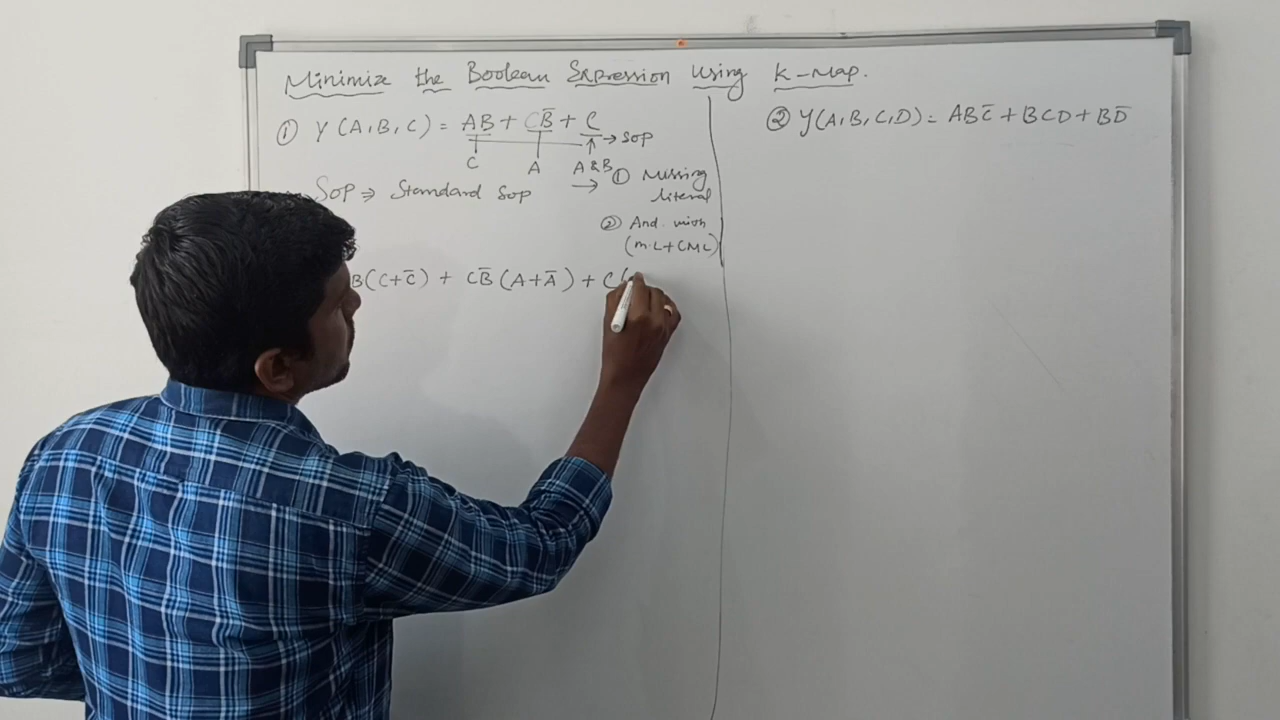 Minimize the Boolean Expression Using K-Map.
① Y(A,B,C) = AB + CB̅ + C → SOP
C A A & B
SOP ⇒ Standard SOP → ① Missing literal
② And with (M.L + CML)
B(C+C̅) + CB̅(A+A̅) + C(
② Y(A,B,C,D) = ABC̅ + BCD + BD̅